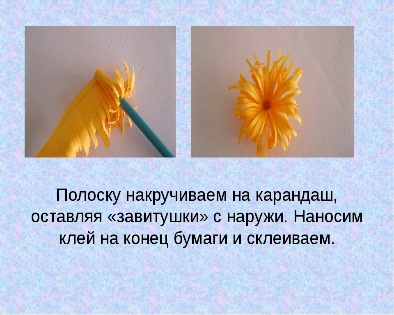 Полоску накручиваем на карандаш,
оставляя «завитушки» с наружи. Наносим
клей на конец бумаги и склеиваем.